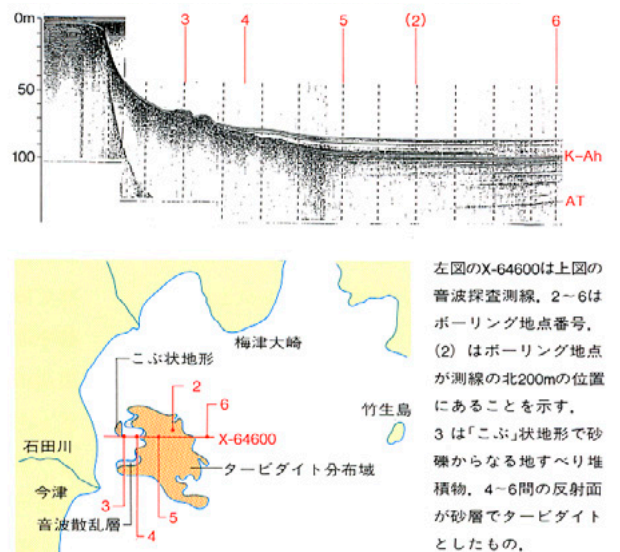 0m
3
4
5
(2)
6
50
100
K-Ah
AT
梅津大崎
こぶ状地形
2
6
竹生島
X-64600
石田川
タービダイト分布域
今津
3
音波散乱層
4
5
左図のX-64600は上図の
音波探査測線．2～6は
ボーリング地点番号．
(2) はボーリング地点
が測線の北200mの位置
にあることを示す．
3 は「こぶ」状地形で砂
礫からなる地すべり堆
積物．4～6間の反射面
が砂層でタービダイト
としたもの．